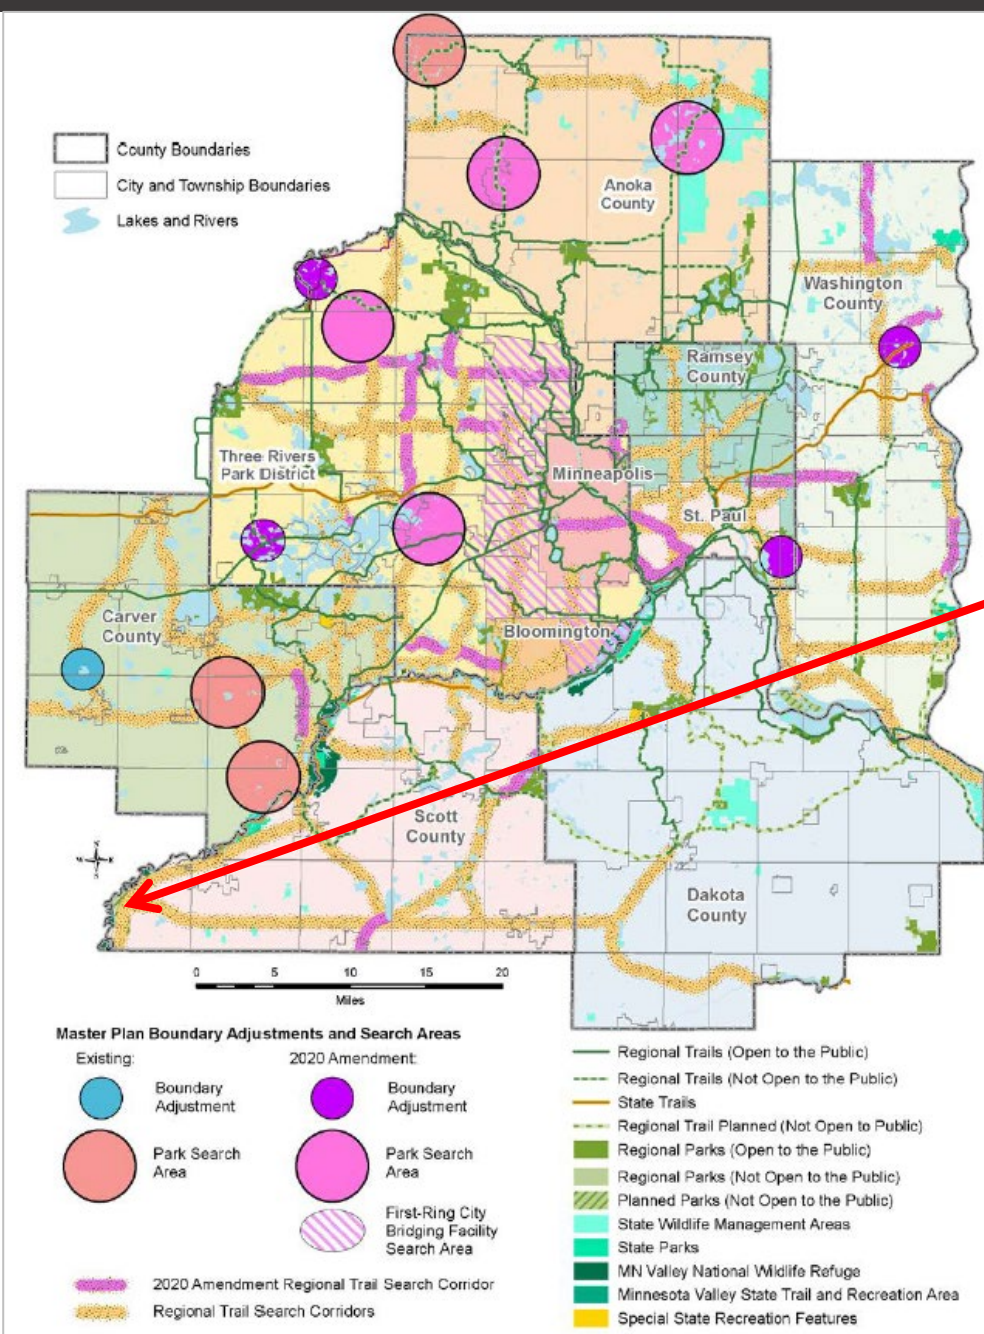 County Boundaries
City and Township Boundaries
Lakes and Rivers
Anoka
County
Washington
County
Ramsey
County
Three Rivers
Park District
Minneapolis
St. Paul
Carver
County
Bloomington
Scott
County
Dakota
County
0 5 10 15 20
Miles
Master Plan Boundary Adjustments and Search Areas
Existing:
Boundary
Adjustment
Park Search
Area
2020 Amendment:
Boundary
Adjustment
Park Search
Area
First-Ring City
Bridging Facility
Search Area
2020 Amendment Regional Trail Search Corridor
Regional Trail Search Corridors
Regional Trails (Open to the Public)
Regional Trails (Not Open to the Public)
State Trails
Regional Trail Planned (Not Open to Public)
Regional Parks (Open to the Public)
Regional Parks (Not Open to the Public)
Planned Parks (Not Open to the Public)
State Wildlife Management Areas
State Parks
MN Valley National Wildlife Refuge
Minnesota Valley State Trail and Recreation Area
Special State Recreation Features